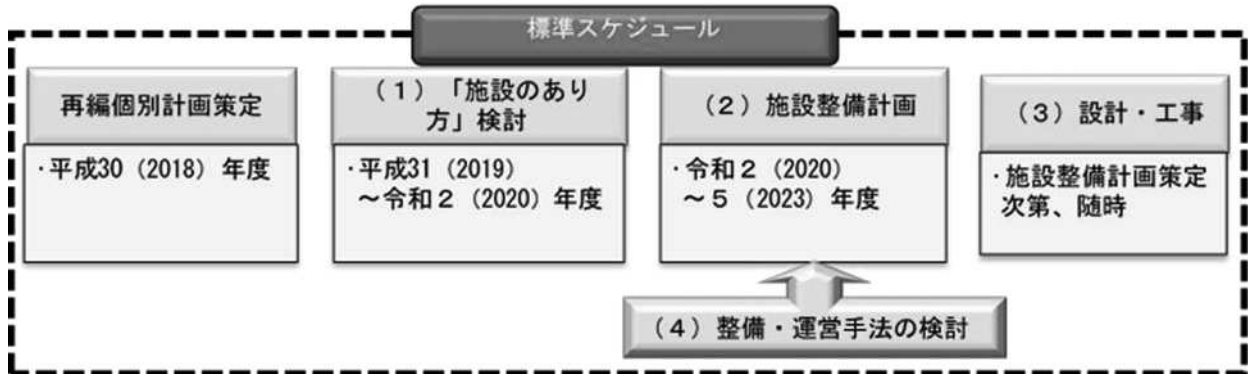 標準スケジュール
再編個別計画策定
・平成30（2018）年度
（１）「施設のあり
方」検討
・平成31（2019）
～令和２（2020）年度
（２）施設整備計画
・令和２（2020）
～５（2023）年度
（３）設計・工事
・施設整備計画策定
次第、随時
（４）整備・運営手法の検討